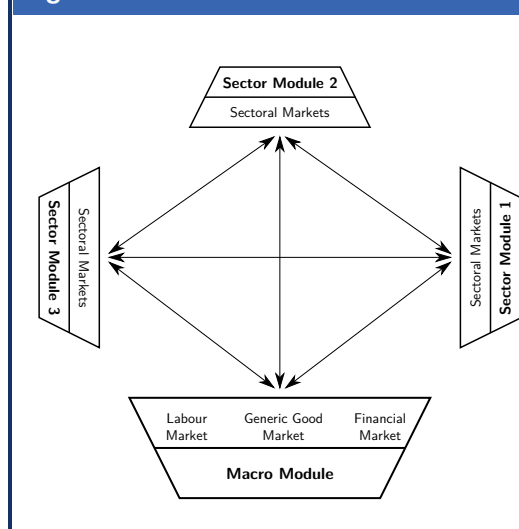 Sector Module 2
Sectoral Markets
Sector Module 3
Sectoral Markets
Sectoral Markets
Sector Module 1
Labour
Market
Generic Good
Market
Financial
Market
Macro Module